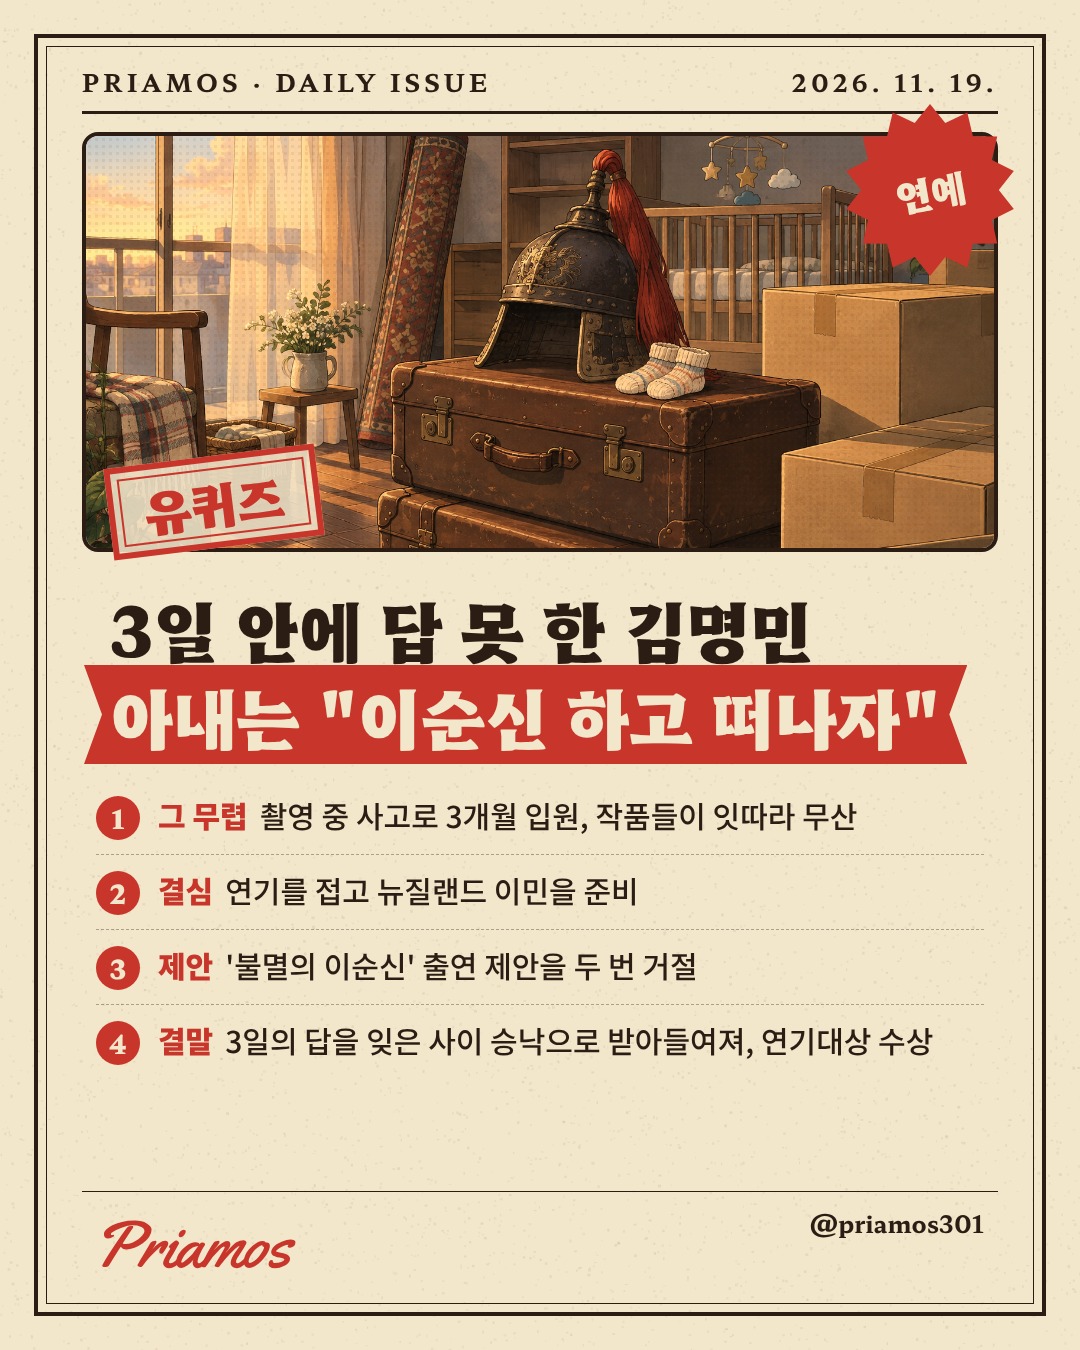 PRIAMOS · DAILY ISSUE
2026. 11. 19.
연예
유퀴즈
3일 안에 답 못 한 김명민
아내는 "이순신 하고 떠나자"
1 그 무렵 촬영 중 사고로 3개월 입원, 작품들이 잇따라 무산
2 결심 연기를 접고 뉴질랜드 이민을 준비
3 제안 '불멸의 이순신' 출연 제안을 두 번 거절
4 결말 3일의 답을 잊은 사이 승낙으로 받아들여져, 연기대상 수상
Priamos
@priamos301